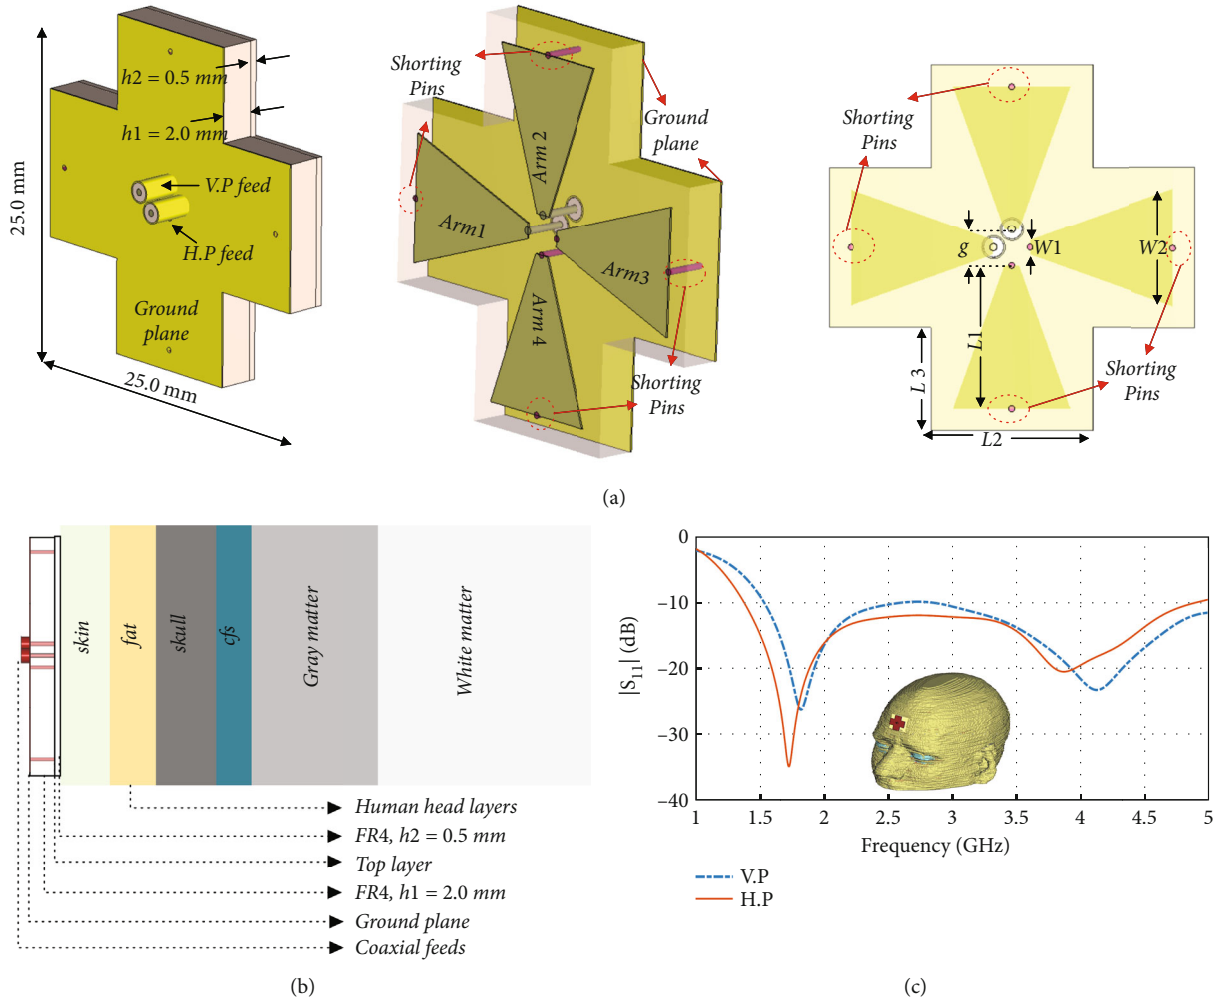 25.0 mm
h2 = 0.5 mm
h1 = 2.0 mm
V.P feed
H.P feed
Ground
plane
25.0 mm
Shorting
Pins
Arm 2
Ground
plane
Arm1
Arm3
Arm 4
Shorting
Pins
Shorting
Pins
g
W1
W2
L1
L 3
L2
Shorting
Pins
(a)
skin
fat
skull
cfs
Gray matter
White matter
Human head layers
FR4, h2 = 0.5 mm
Top layer
FR4, h1 = 2.0 mm
Ground plane
Coaxial feeds
(b)
0
−10
−20
−30
−40
|S11| (dB)
1 1.5 2 2.5 3 3.5 4 4.5 5
Frequency (GHz)
V.P
H.P
(c)